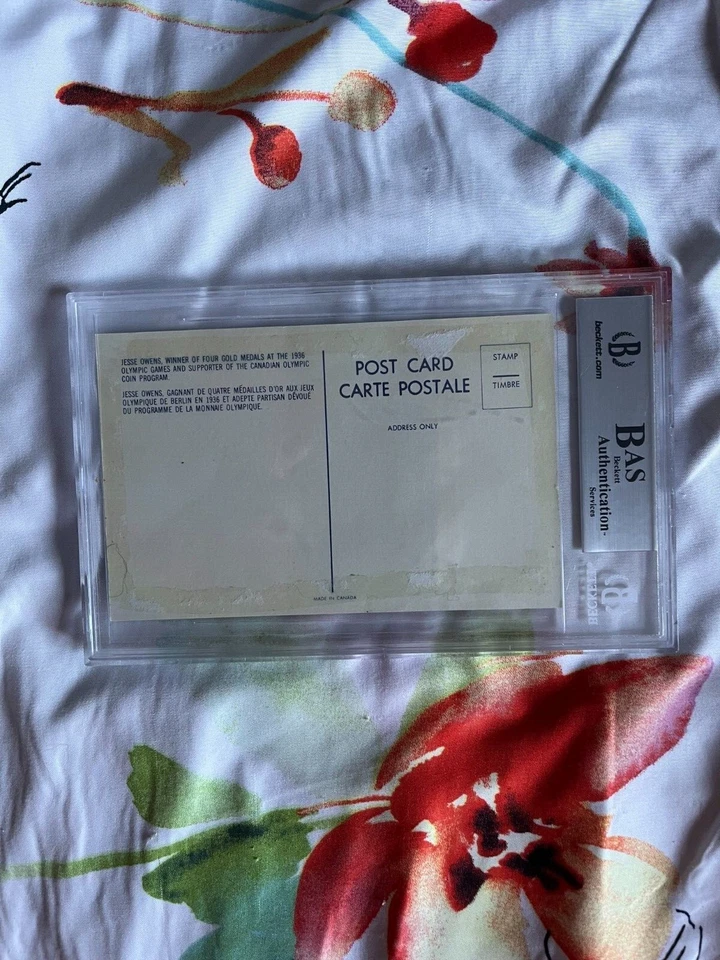 JESSE OWENS, WINNER OF FOUR GOLD MEDALS AT THE 1936
OLYMPIC GAMES AND SUPPORTER OF THE CANADIAN OLYMPIC
COIN PROGRAM.
JESSE OWENS, GAGNANT DE QUATRE MÉDAILLES D'OR AUX JEUX
OLYMPIQUE DE BERLIN EN 1936 ET ADEPTE PARTISAN DÉVOUÉ
DU PROGRAMME DE LA MONNAIE OLYMPIQUE.
POST CARD
CARTE POSTALE
STAMP
TIMBRE
ADDRESS ONLY
MADE IN CANADA
B
beckett.com
BAS
Beckett
Authentication
Services